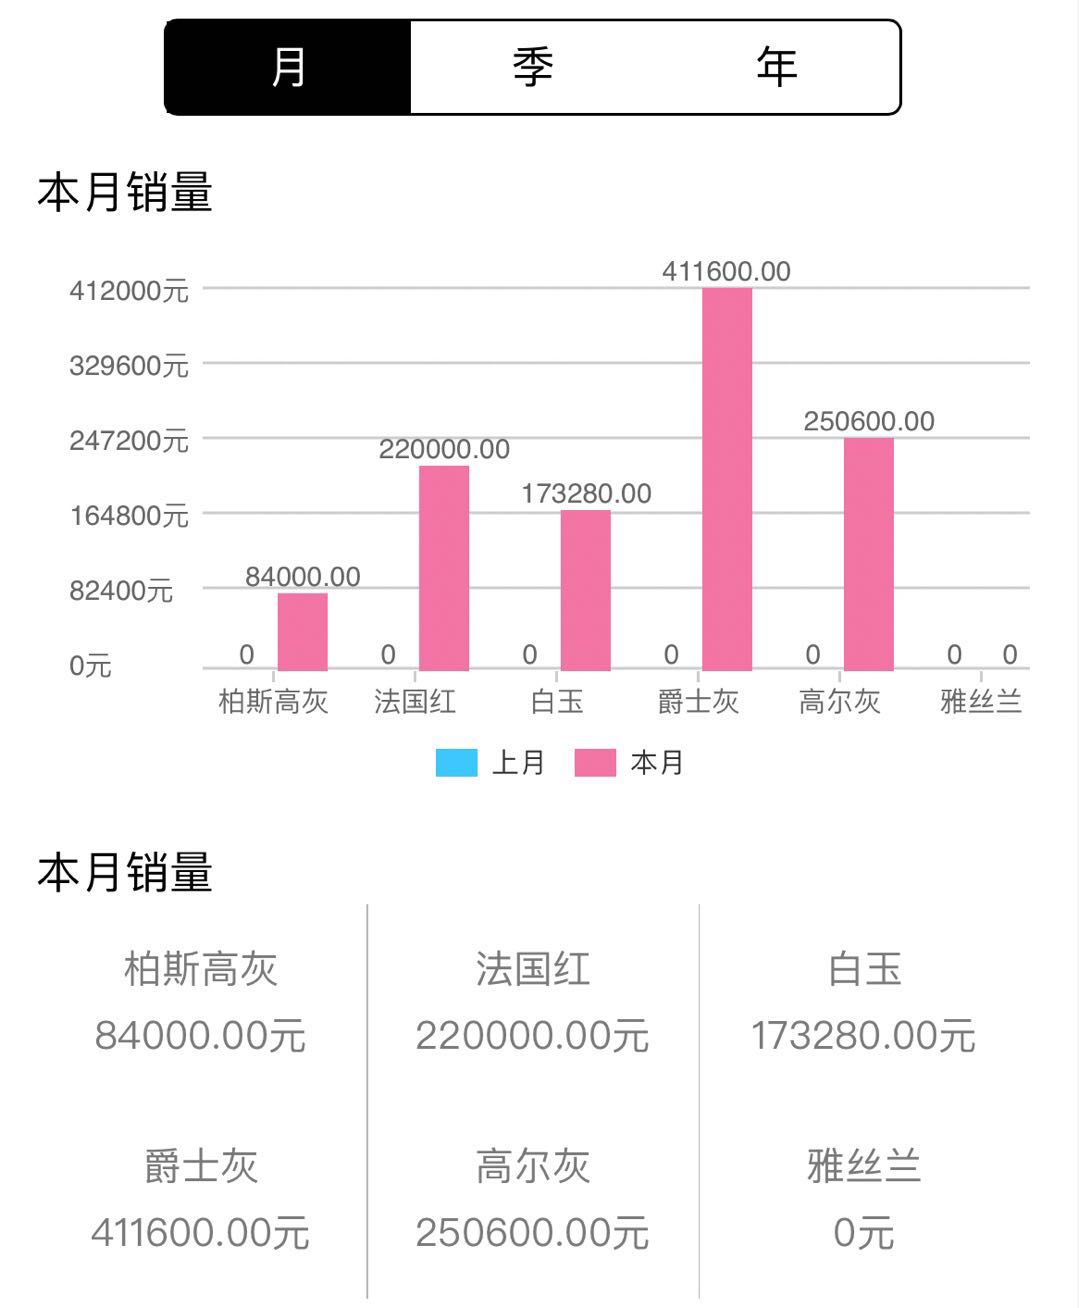 月 季 年
本月销量
411600.00
412000元
329600元
250600.00
247200元
220000.00
173280.00
164800元
84000.00
82400元
0 0 0 0 0 0 0
0元
柏斯高灰 法国红 白玉 爵士灰 高尔灰 雅丝兰
上月 本月
本月销量
柏斯高灰 法国红 白玉
84000.00元 220000.00元 173280.00元
爵士灰 高尔灰 雅丝兰
411600.00元 250600.00元 0元